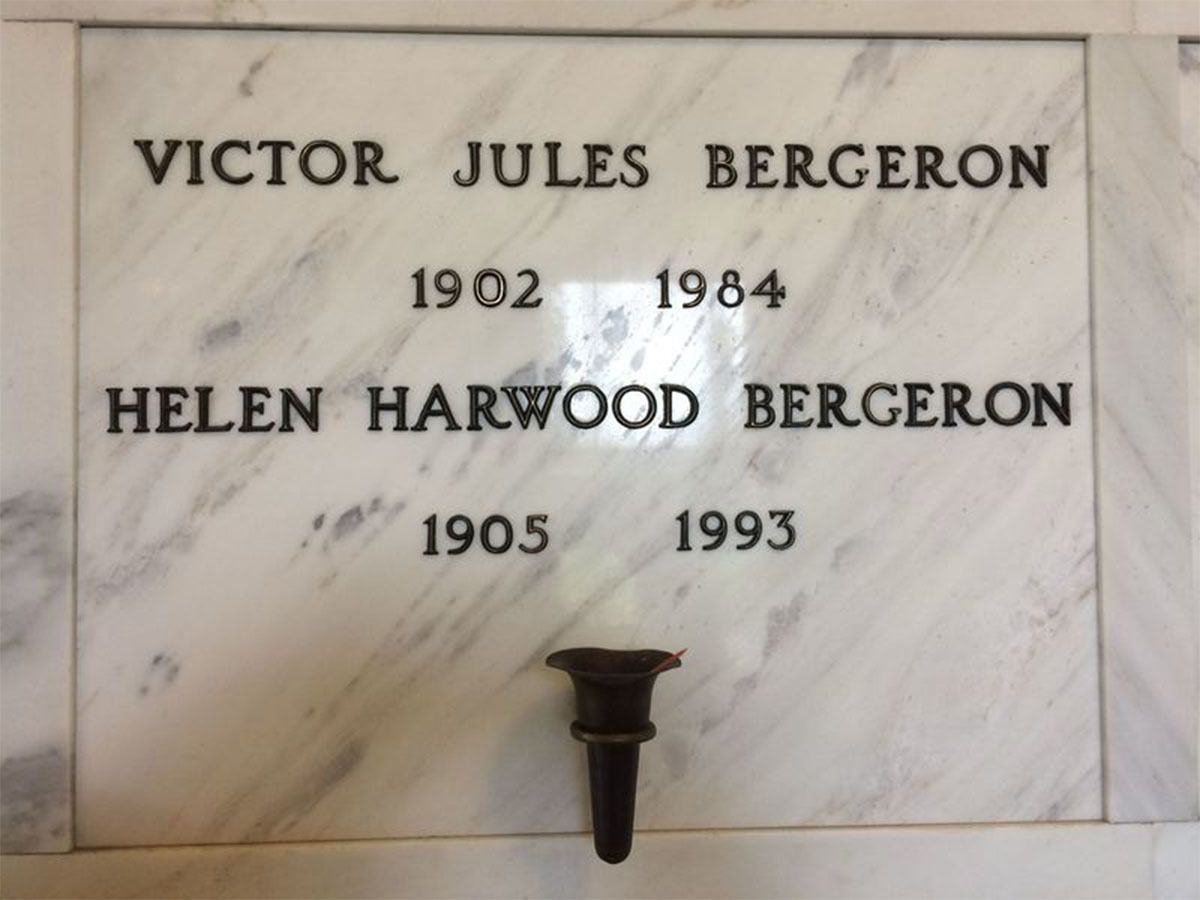 VICTOR JULES BERGERON
1902 1984
HELEN HARWOOD BERGERON
1905 1993